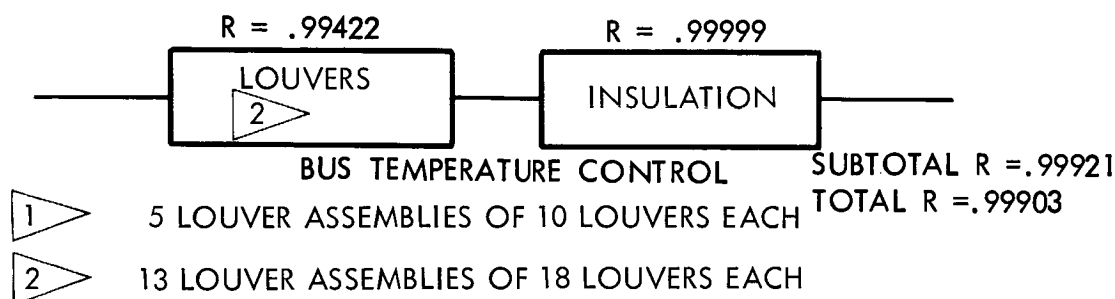 R = .99422
R = .99999
LOUVERS
2
INSULATION
BUS TEMPERATURE CONTROL
SUBTOTAL R =.99921
TOTAL R =.99903
1 5 LOUVER ASSEMBLIES OF 10 LOUVERS EACH
2 13 LOUVER ASSEMBLIES OF 18 LOUVERS EACH